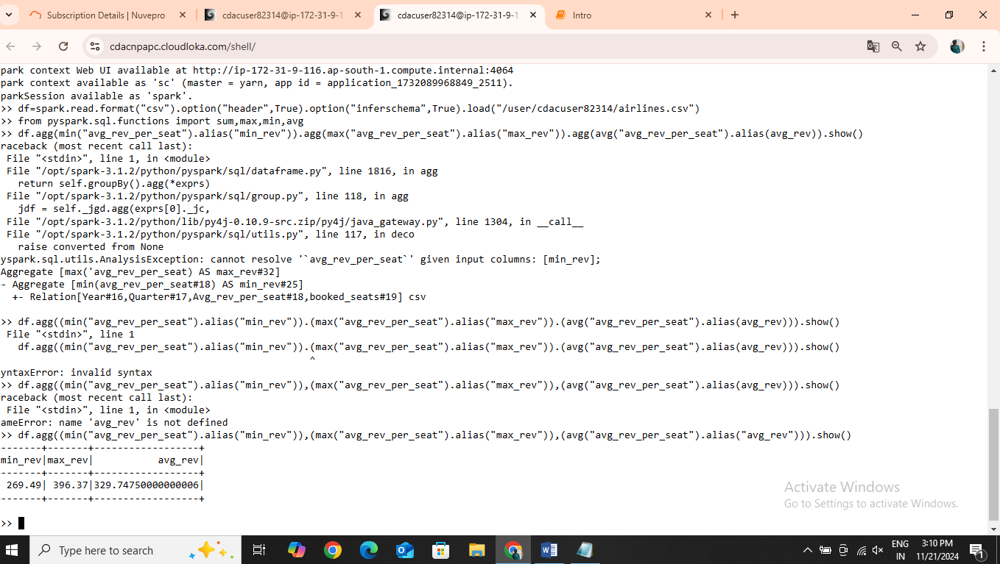 Subscription Details | Nuvepro
cdacuser82314@ip-172-31-9-1
cdacuser82314@ip-172-31-9-1
Intro
cdacnpapc.cloudloka.com/shell/
park context Web UI available at http://ip-172-31-9-116.ap-south-1.compute.internal:4064
park context available as 'sc' (master = yarn, app id = application_1732089968849_2511).
parkSession available as 'spark'.
>> df=spark.read.format("csv").option("header",True).option("inferschema",True).load("/user/cdacuser82314/airlines.csv")
>> from pyspark.sql.functions import sum,max,min,avg
>> df.agg(min("avg_rev_per_seat").alias("min_rev")).agg(max("avg_rev_per_seat").alias("max_rev")).agg(avg("avg_rev_per_seat").alias(avg_rev)).show()
raceback (most recent call last):
File "<stdin>", line 1, in <module>
File "/opt/spark-3.1.2/python/pyspark/sql/dataframe.py", line 1816, in agg
return self.groupBy().agg(*exprs)
File "/opt/spark-3.1.2/python/pyspark/sql/group.py", line 118, in agg
jdf = self._jgd.agg(exprs[0]._jc,
File "/opt/spark-3.1.2/python/lib/py4j-0.10.9-src.zip/py4j/java_gateway.py", line 1304, in __call__
File "/opt/spark-3.1.2/python/pyspark/sql/utils.py", line 117, in deco
raise converted from None
yspark.sql.utils.AnalysisException: cannot resolve '`avg_rev_per_seat`' given input columns: [min_rev];
Aggregate [max('avg_rev_per_seat) AS max_rev#32]
- Aggregate [min(avg_rev_per_seat#18) AS min_rev#25]
+- Relation[Year#16,Quarter#17,Avg_rev_per_seat#18,booked_seats#19] csv
>> df.agg((min("avg_rev_per_seat").alias("min_rev")).(max("avg_rev_per_seat").alias("max_rev")).(avg("avg_rev_per_seat").alias(avg_rev))).show()
File "<stdin>", line 1
df.agg((min("avg_rev_per_seat").alias("min_rev")).(max("avg_rev_per_seat").alias("max_rev")).(avg("avg_rev_per_seat").alias(avg_rev))).show()
^
yntaxError: invalid syntax
>> df.agg((min("avg_rev_per_seat").alias("min_rev")),(max("avg_rev_per_seat").alias("max_rev")),(avg("avg_rev_per_seat").alias(avg_rev))).show()
raceback (most recent call last):
File "<stdin>", line 1, in <module>
ameError: name 'avg_rev' is not defined
>> df.agg((min("avg_rev_per_seat").alias("min_rev")),(max("avg_rev_per_seat").alias("max_rev")),(avg("avg_rev_per_seat").alias("avg_rev"))).show()
-------+-------+------------------+
min_rev|max_rev| avg_rev|
-------+-------+------------------+
269.49| 396.37|329.74750000000006|
-------+-------+------------------+
>>
Activate Windows
Go to Settings to activate Windows.
Type here to search
ENG
IN
3:10 PM
11/21/2024
1